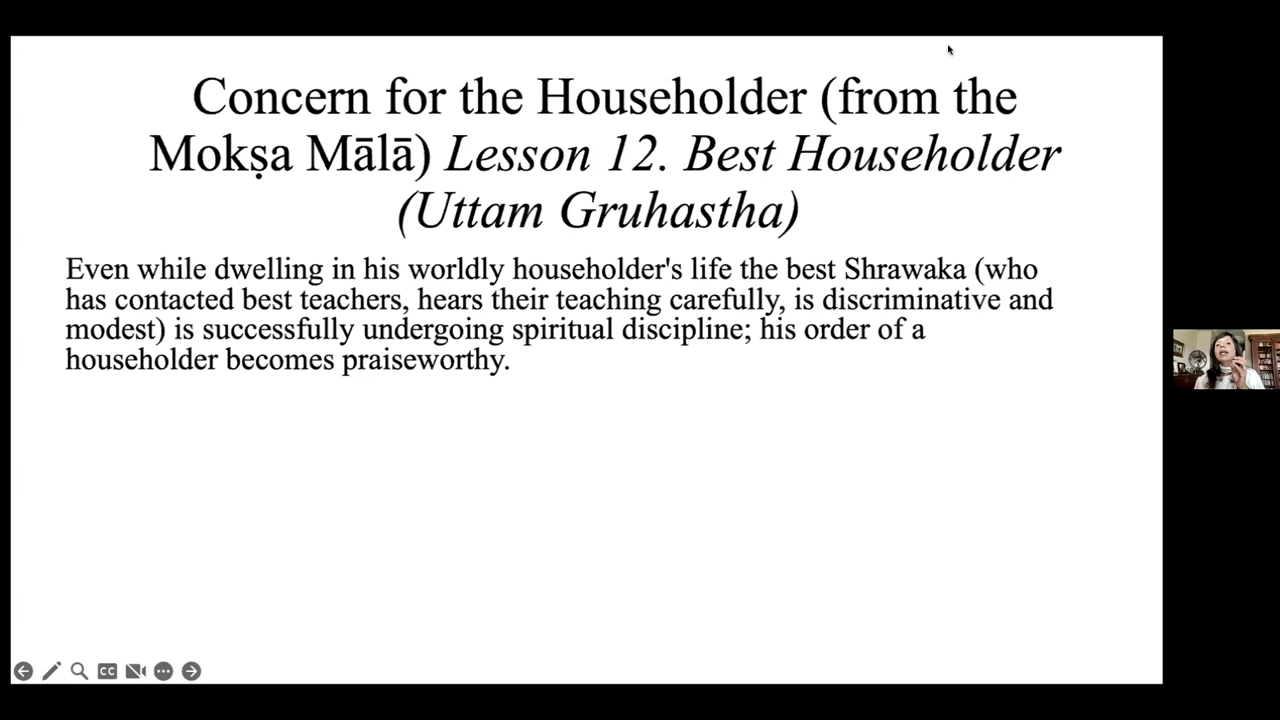 Concern for the Householder (from the
Mokṣa Mālā) Lesson 12. Best Householder
(Uttam Gruhastha)
Even while dwelling in his worldly householder's life the best Shrawaka (who
has contacted best teachers, hears their teaching carefully, is discriminative and
modest) is successfully undergoing spiritual discipline; his order of a
householder becomes praiseworthy.
CC